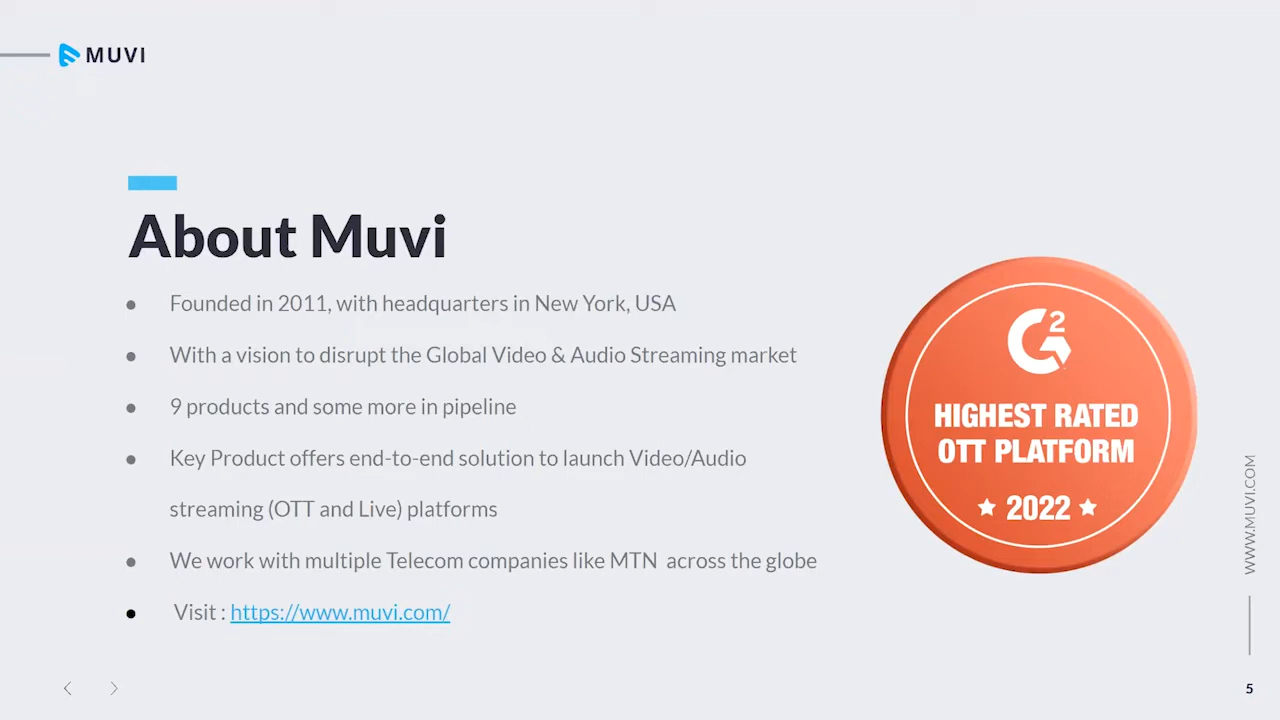 MUVI
About Muvi
● Founded in 2011, with headquarters in New York, USA
● With a vision to disrupt the Global Video & Audio Streaming market
● 9 products and some more in pipeline
● Key Product offers end-to-end solution to launch Video/Audio
streaming (OTT and Live) platforms
● We work with multiple Telecom companies like MTN across the globe
● Visit : https://www.muvi.com/
G2
HIGHEST RATED
OTT PLATFORM
★ 2022 ★
WWW.MUVI.COM
5